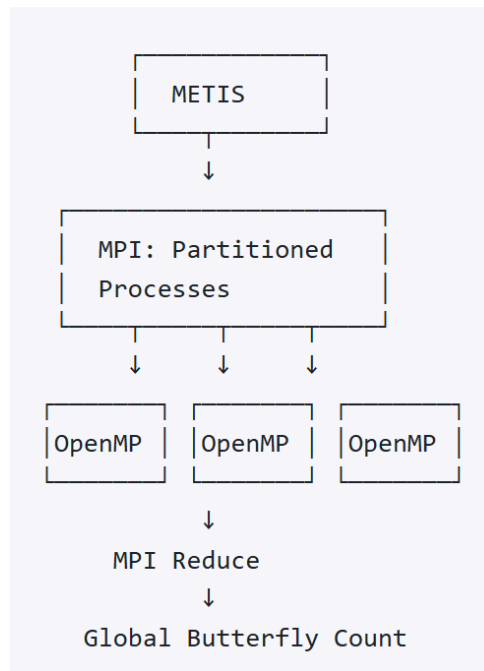 METIS
MPI: Partitioned
Processes
OpenMP OpenMP OpenMP
MPI Reduce
Global Butterfly Count